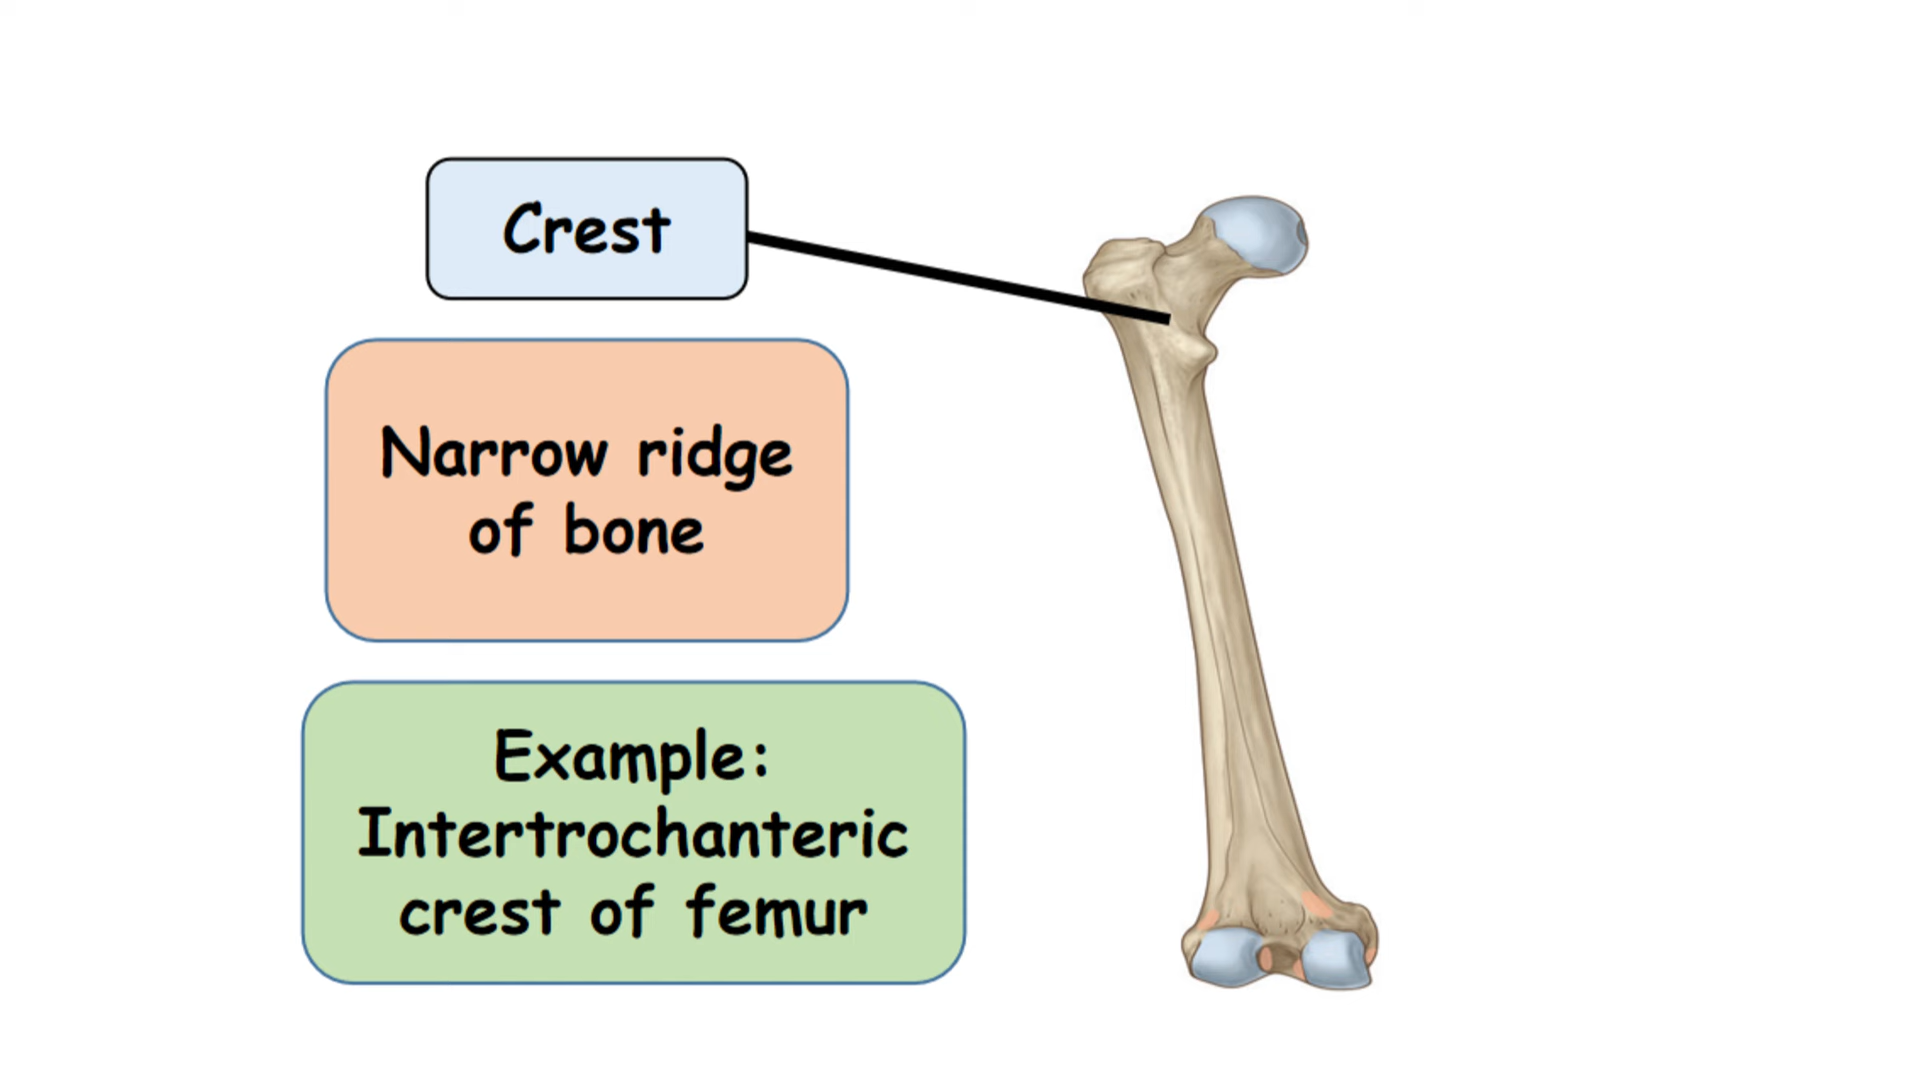 Crest
Narrow ridge
of bone
Example:
Intertrochanteric
crest of femur